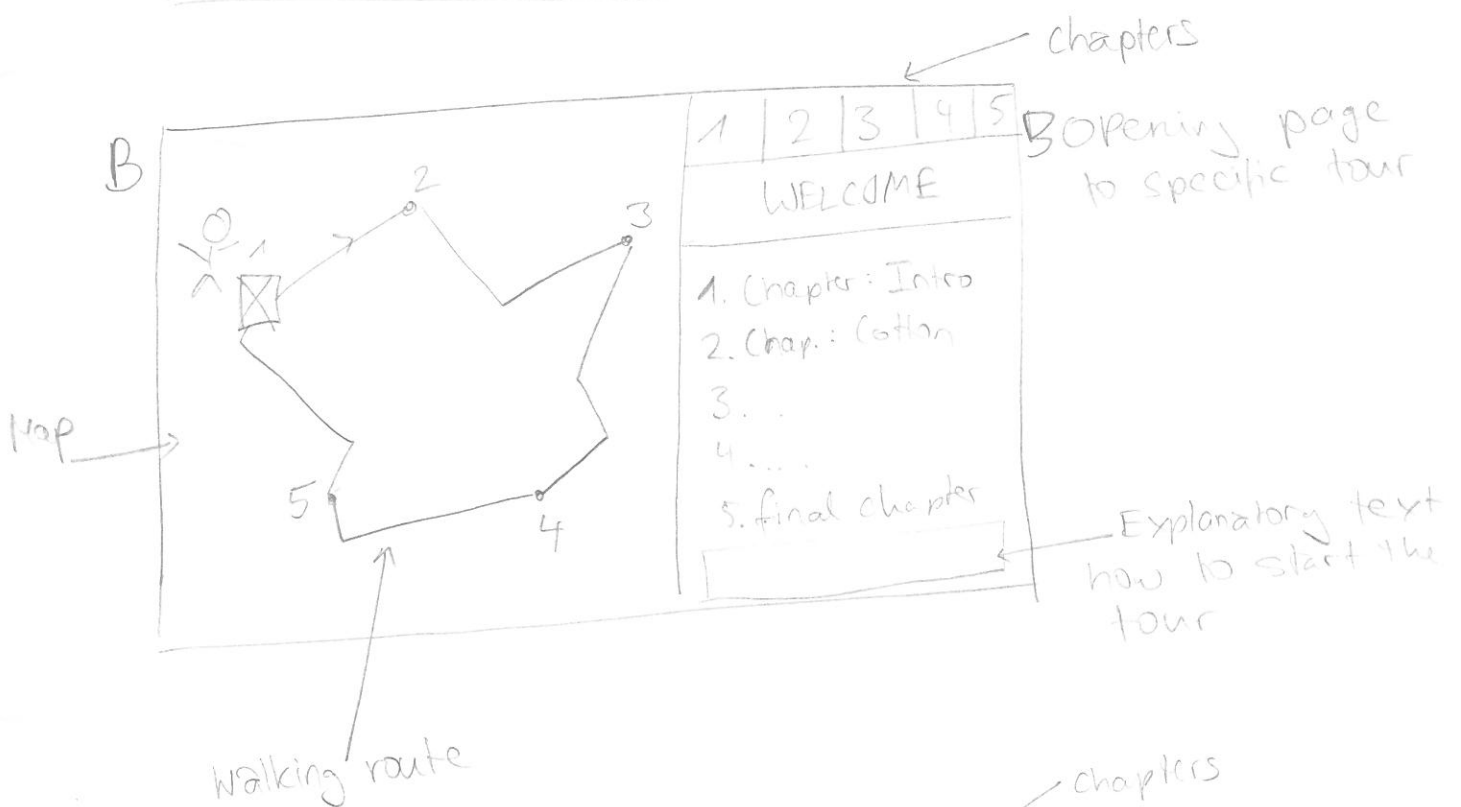 chapters
1 2 3 4 5
B
B Opening page
to specific tour
WELCOME
2
3
1
1. Chapter: Intro
2. Chap.: Cotton
3. . .
Map
4. . . . .
5
5. final chapter
4
Explanatory text
how to start the
tour
Walking route
chapters